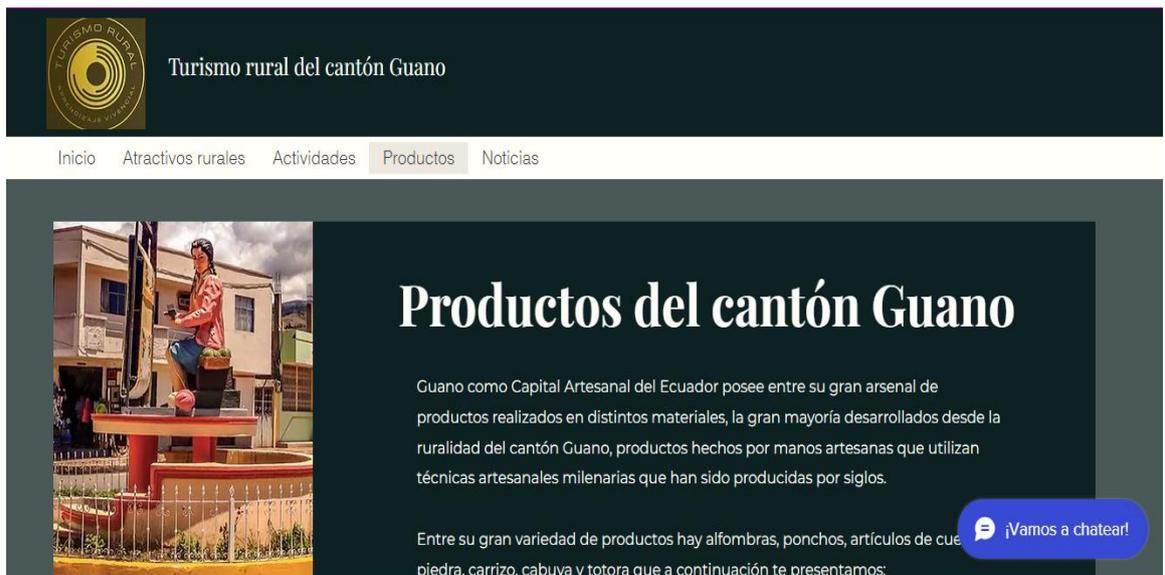 TURISMO RURAL
APRENDIZAJE VIVENCIAL
Turismo rural del cantón Guano
Inicio Atractivos rurales Actividades Productos Noticias
Productos del cantón Guano
Guano como Capital Artesanal del Ecuador posee entre su gran arsenal de
productos realizados en distintos materiales, la gran mayoría desarrollados desde la
ruralidad del cantón Guano, productos hechos por manos artesanas que utilizan
técnicas artesanales milenarias que han sido producidas por siglos.
Entre su gran variedad de productos hay alfombras, ponchos, artículos de cue
¡Vamos a chatear!
piedra, carrizo, cabuya y totora que a continuación te presentamos: